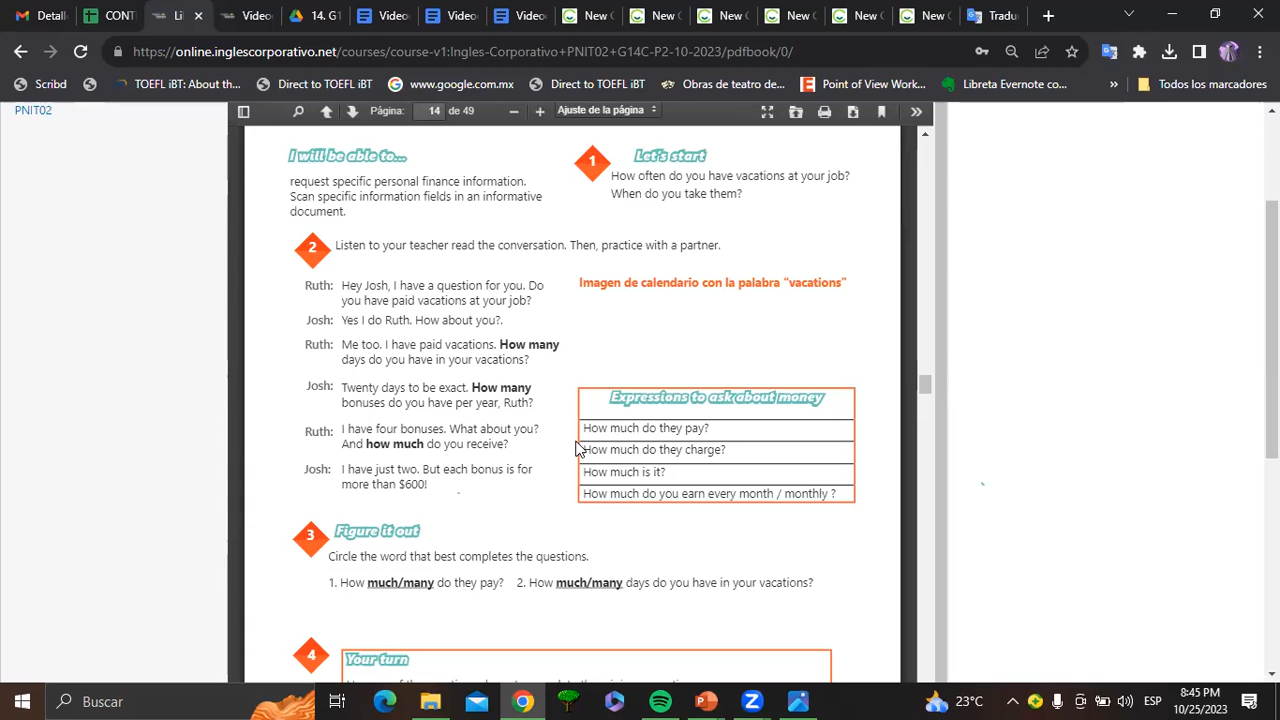 Detall
CONT
Li
Video
14. G1
Video
Video
Video
New C
New C
New C
New C
New C
New C
Tradu
https://online.inglescorporativo.net/courses/course-v1:Ingles-Corporativo+PNIT02+G14C-P2-10-2023/pdfbook/0/
Scribd
TOEFL iBT: About th...
Direct to TOEFL iBT
www.google.com.mx
Direct to TOEFL iBT
Obras de teatro de...
Point of View Work...
Libreta Evernote co...
»
Todos los marcadores
PNIT02
Página: 14 de 49
Ajuste de la página
I will be able to...
request specific personal finance information.
Scan specific information fields in an informative
document.
1 Let's start
How often do you have vacations at your job?
When do you take them?
2 Listen to your teacher read the conversation. Then, practice with a partner.
Ruth: Hey Josh, I have a question for you. Do
you have paid vacations at your job?
Josh: Yes I do Ruth. How about you?.
Ruth: Me too. I have paid vacations. How many
days do you have in your vacations?
Josh: Twenty days to be exact. How many
bonuses do you have per year, Ruth?
Ruth: I have four bonuses. What about you?
And how much do you receive?
Josh: I have just two. But each bonus is for
more than $600!
Imagen de calendario con la palabra "vacations"
Expressions to ask about money
How much do they pay?
How much do they charge?
How much is it?
How much do you earn every month / monthly ?
3 Figure it out
Circle the word that best completes the questions.
1. How much/many do they pay? 2. How much/many days do you have in your vacations?
4 Your turn
Buscar
23°C
ESP
8:45 PM
10/25/2023